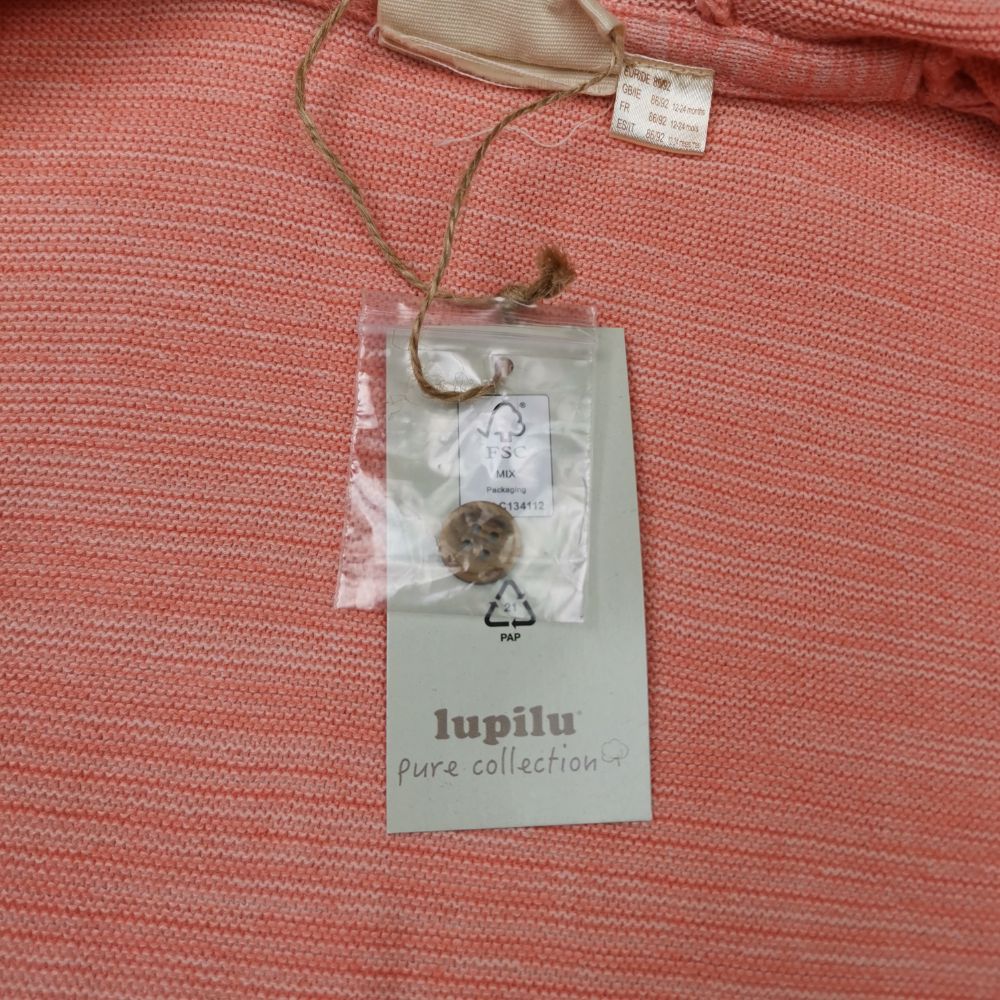 EUR/DE 86/92
GB/IE 86/92 12-24 months
FR 86/92 12-24 mois
ES/IT 86/92
FSC®
MIX
Packaging
C134112
21
PAP
lupilu
pure collection